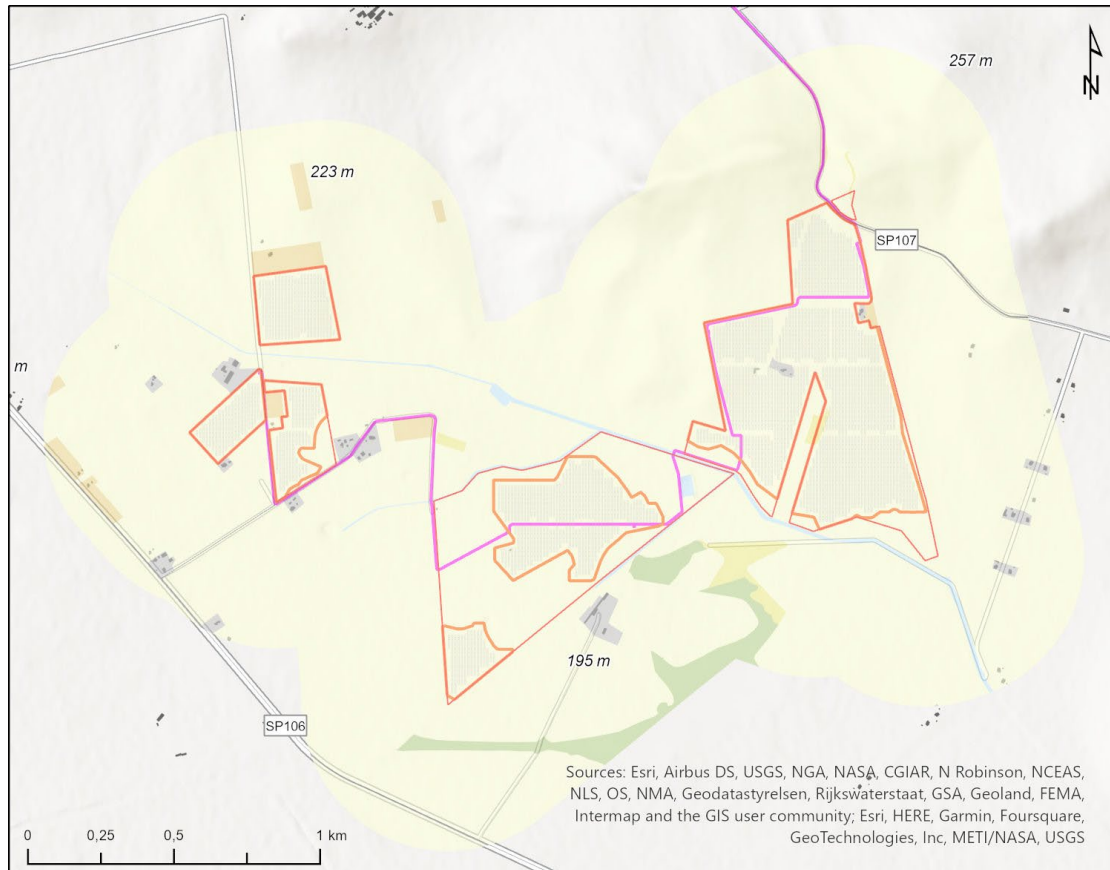 257 m
N
223 m
SP107
m
195 m
SP106
Sources: Esri, Airbus DS, USGS, NGA, NASA, CGIAR, N Robinson, NCEAS,
NLS, OS, NMA, Geodatastyrelsen, Rijkswaterstaat, GSA, Geoland, FEMA,
Intermap and the GIS user community; Esri, HERE, Garmin, Foursquare,
GeoTechnologies, Inc, METI/NASA, USGS
0 0,25 0,5 1 km